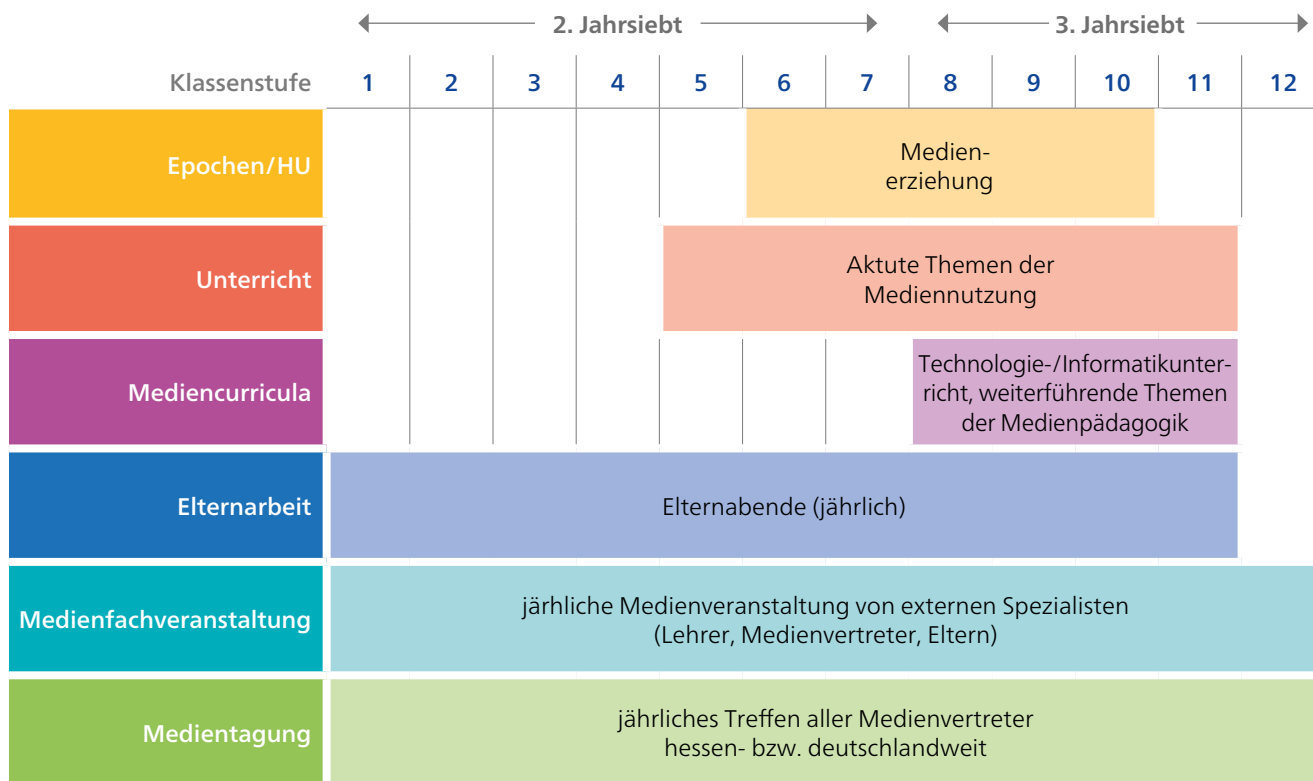 2. Jahrsiebt 3. Jahrsiebt
Klassenstufe 1 2 3 4 5 6 7 8 9 10 11 12
Epochen/HU
Medien-
erziehung
Unterricht
Aktute Themen der
Mediennutzung
Mediencurricula
Technologie-/Informatikunter-
richt, weiterführende Themen
der Medienpädagogik
Elternarbeit
Elternabende (jährlich)
Medienfachveranstaltung
järhliche Medienveranstaltung von externen Spezialisten
(Lehrer, Medienvertreter, Eltern)
Medientagung
jährliches Treffen aller Medienvertreter
hessen- bzw. deutschlandweit